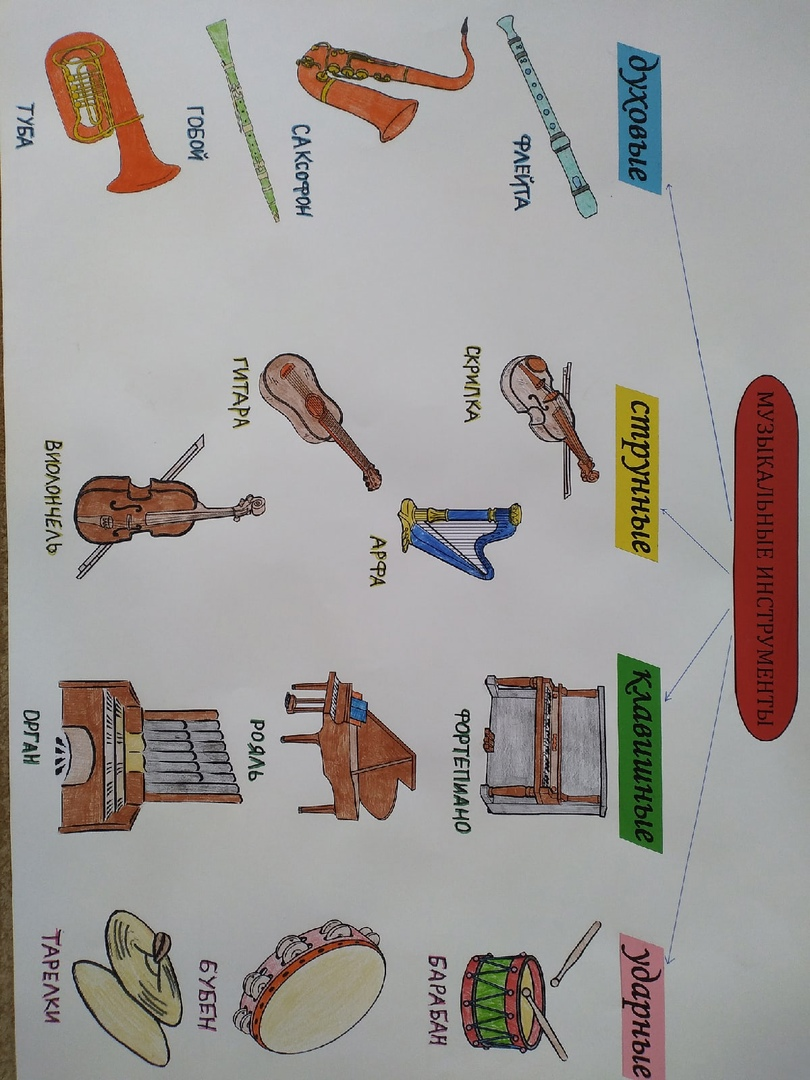 МУЗЫКАЛЬНЫЕ ИНСТРУМЕНТЫ
духовые
струнные
клавишные
ударные
ФЛЕЙТА
САКСОФОН
ГОБОЙ
ТУБА
СКРИПКА
АРФА
ГИТАРА
ВИОЛОНЧЕЛЬ
ФОРТЕПИАНО
РОЯЛЬ
ОРГАН
БАРАБАН
БУБЕН
ТАРЕЛКИ